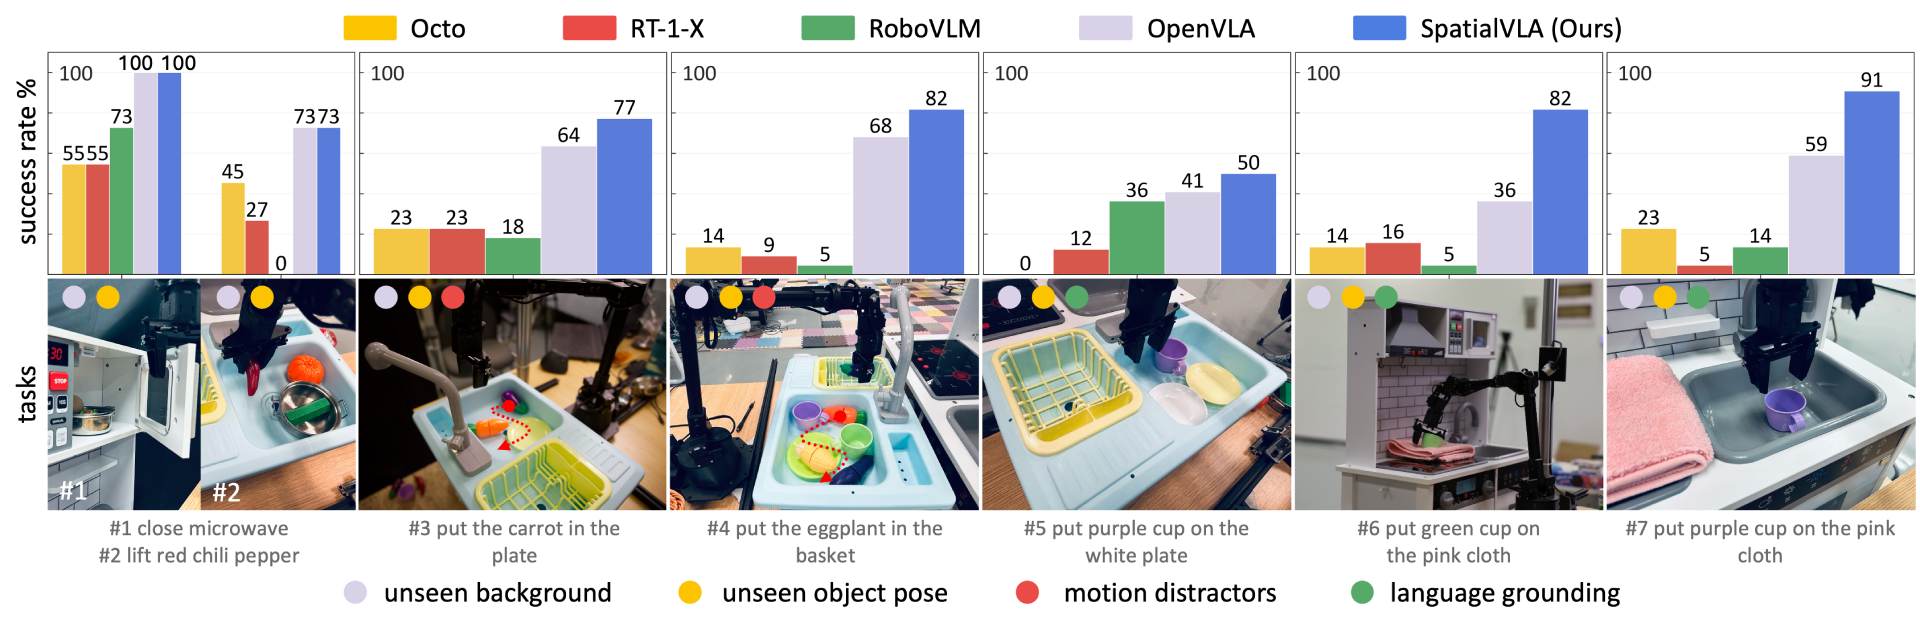 Octo RT-1-X RoboVLM OpenVLA SpatialVLA (Ours)
success rate %
100
55 55 73 100 100
45 27 0 73 73
100
23 23 18 64 77
100
14 9 5 68 82
100
0 12 36 41 50
100
14 16 5 36 82
100
23 5 14 59 91
tasks
30
STOP
#1
#2
#1 close microwave
#2 lift red chili pepper
#3 put the carrot in the
plate
#4 put the eggplant in the
basket
#5 put purple cup on the
white plate
#6 put green cup on
the pink cloth
#7 put purple cup on the pink
cloth
unseen background unseen object pose motion distractors language grounding